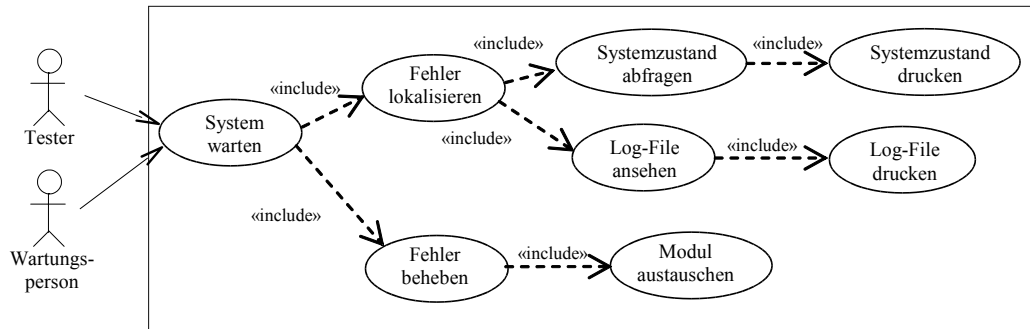 Tester
Wartungs-
person
System
warten
«include»
Fehler
lokalisieren
«include»
Systemzustand
abfragen
«include»
Systemzustand
drucken
«include»
Log-File
ansehen
«include»
Log-File
drucken
«include»
Fehler
beheben
«include»
Modul
austauschen